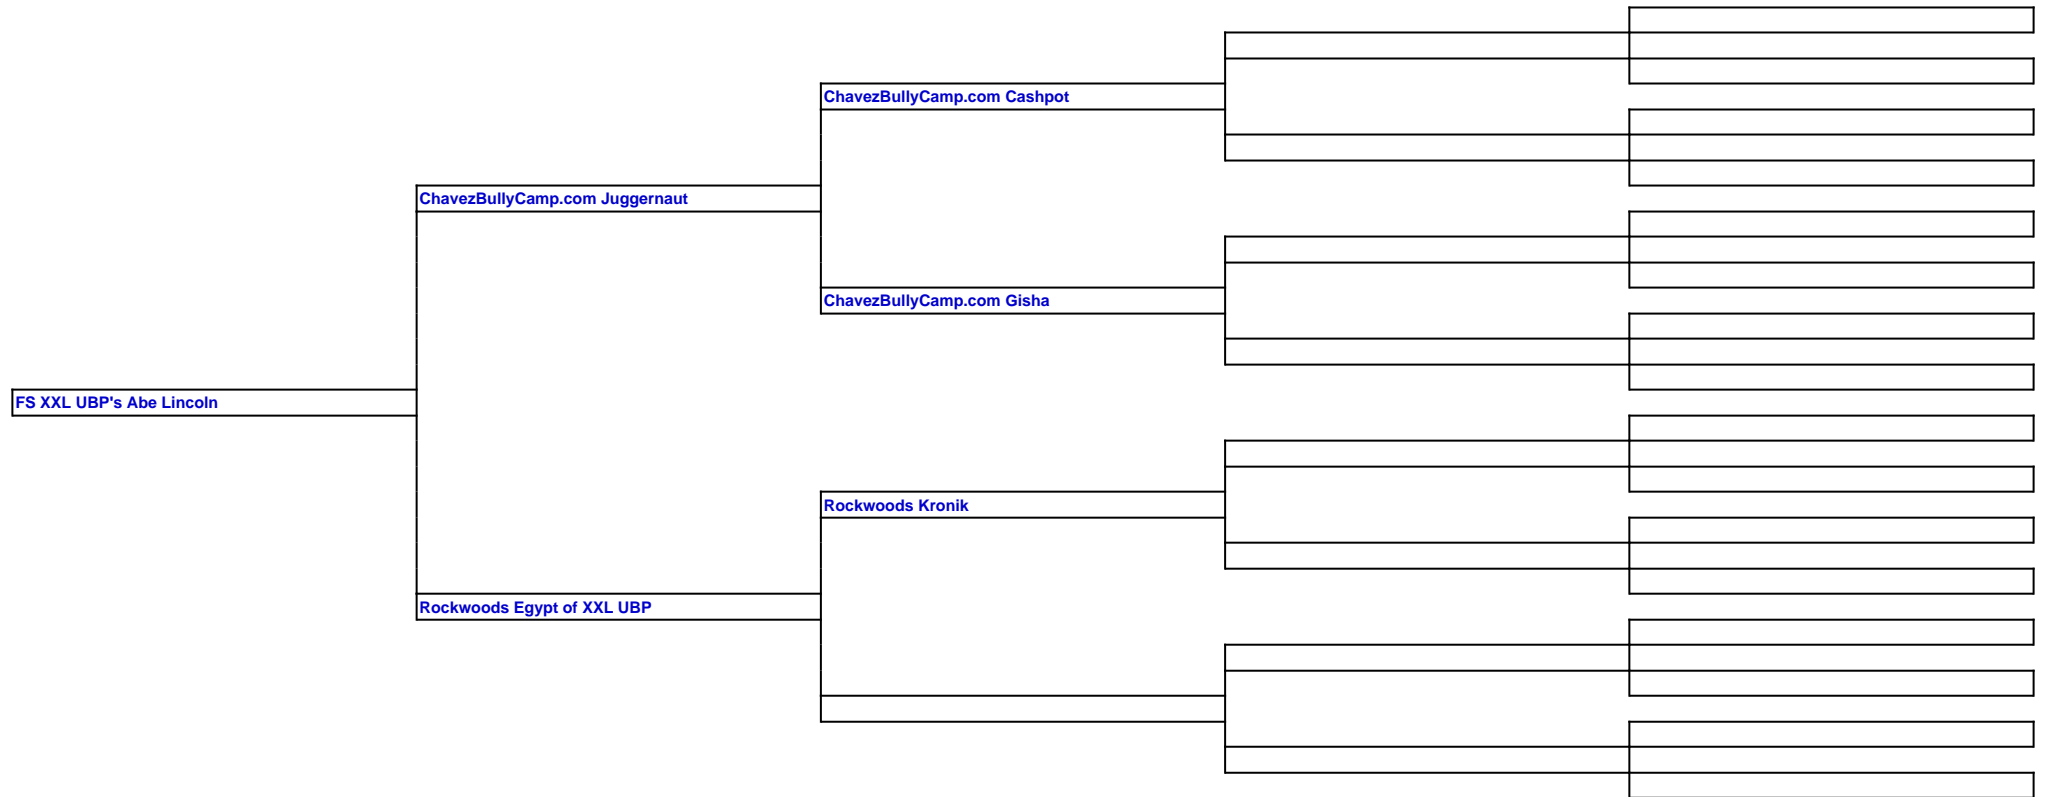 ChavezBullyCamp.com Cashpot
ChavezBullyCamp.com Juggernaut
ChavezBullyCamp.com Gisha
FS XXL UBP's Abe Lincoln
Rockwoods Kronik
Rockwoods Egypt of XXL UBP